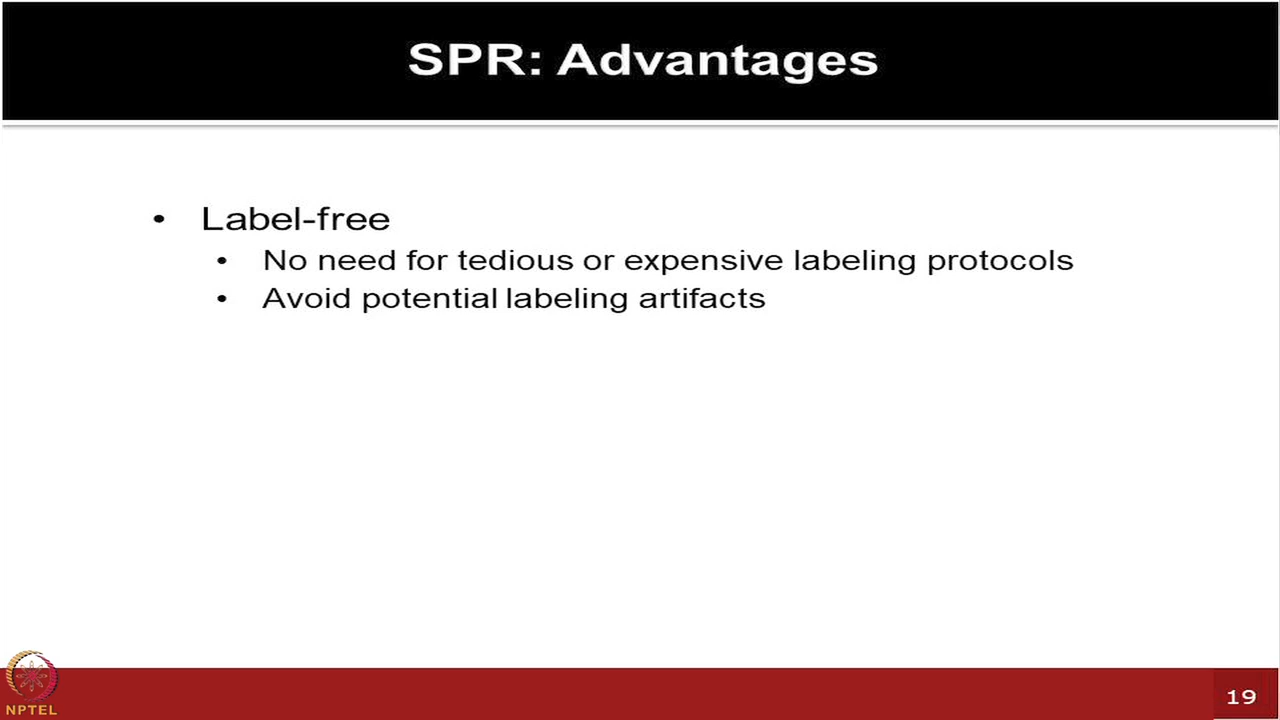 SPR: Advantages
• Label-free
• No need for tedious or expensive labeling protocols
• Avoid potential labeling artifacts
NPTEL
19